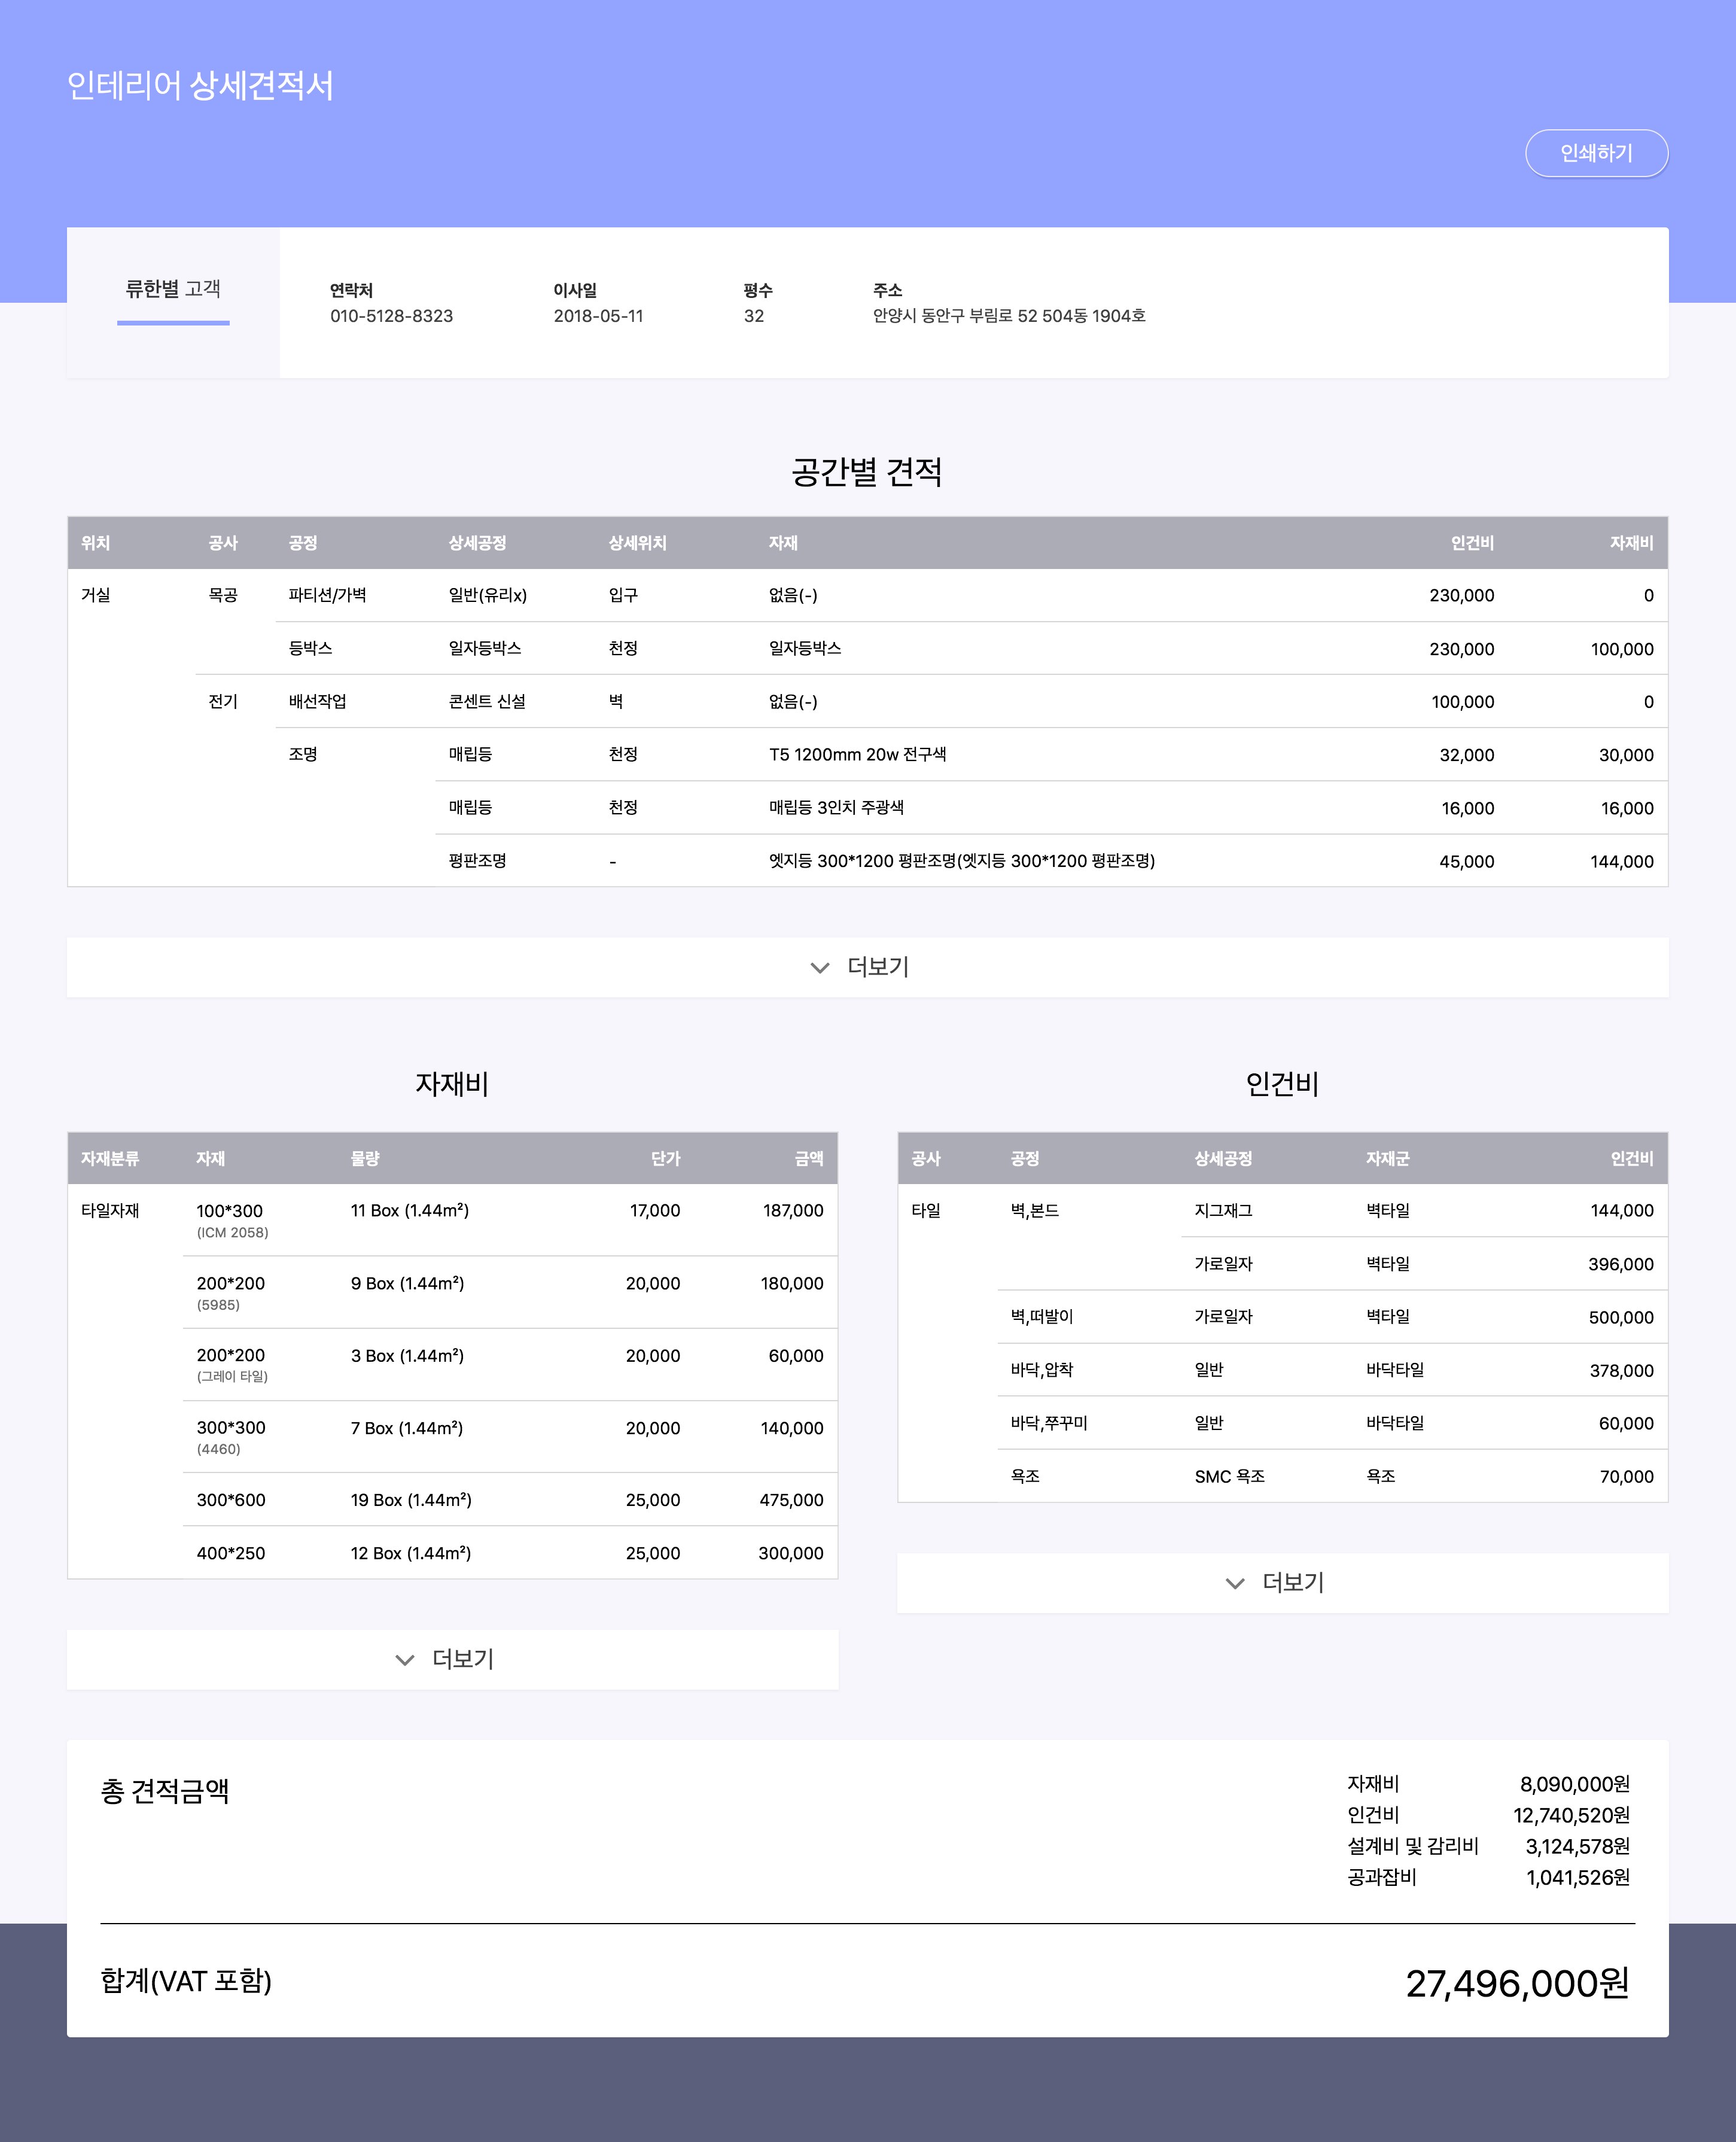 인테리어 상세견적서
인쇄하기
류한별 고객
연락처 이사일 평수 주소
010-5128-8323 2018-05-11 32 안양시 동안구 부림로 52 504동 1904호
공간별 견적
위치 공사 공정 상세공정 상세위치 자재 인건비 자재비
거실 목공 파티션/가벽 일반(유리x) 입구 없음(-) 230,000 0
등박스 일자등박스 천정 일자등박스 230,000 100,000
전기 배선작업 콘센트 신설 벽 없음(-) 100,000 0
조명 매립등 천정 T5 1200mm 20w 전구색 32,000 30,000
매립등 천정 매립등 3인치 주광색 16,000 16,000
평판조명 - 엣지등 300*1200 평판조명(엣지등 300*1200 평판조명) 45,000 144,000
더보기
자재비
자재분류 자재 물량 단가 금액
타일자재 100*300 11 Box (1.44m²) 17,000 187,000
(ICM 2058)
200*200 9 Box (1.44m²) 20,000 180,000
(5985)
200*200 3 Box (1.44m²) 20,000 60,000
(그레이 타일)
300*300 7 Box (1.44m²) 20,000 140,000
(4460)
300*600 19 Box (1.44m²) 25,000 475,000
400*250 12 Box (1.44m²) 25,000 300,000
더보기
인건비
공사 공정 상세공정 자재군 인건비
타일 벽,본드 지그재그 벽타일 144,000
가로일자 벽타일 396,000
벽,떠발이 가로일자 벽타일 500,000
바닥,압착 일반 바닥타일 378,000
바닥,쭈꾸미 일반 바닥타일 60,000
욕조 SMC 욕조 욕조 70,000
더보기
총 견적금액
자재비 8,090,000원
인건비 12,740,520원
설계비 및 감리비 3,124,578원
공과잡비 1,041,526원
합계(VAT 포함) 27,496,000원